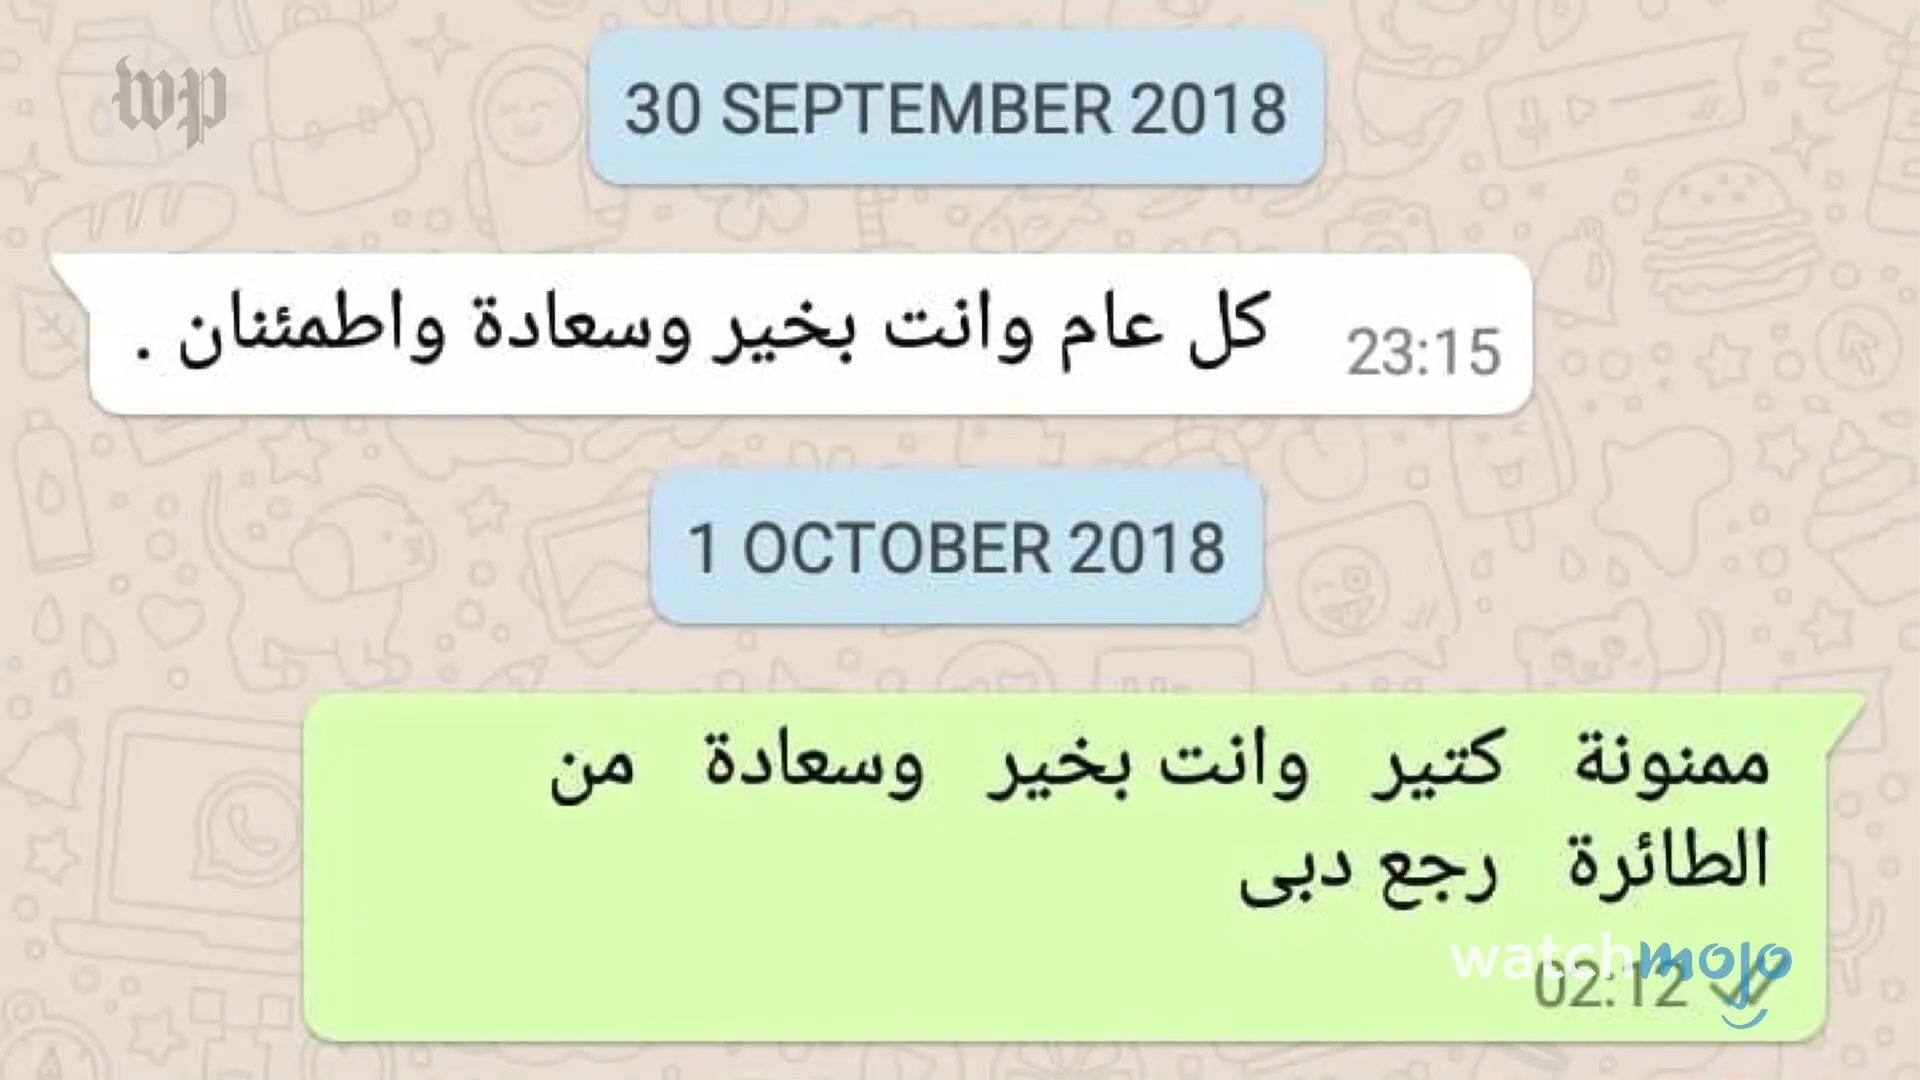 wp
30 SEPTEMBER 2018
كل عام وانت بخير وسعادة واطمئنان .
23:15
1 OCTOBER 2018
ممنونة كتير وانت بخير وسعادة من
الطائرة رجع دبى
02:12
watchmojo